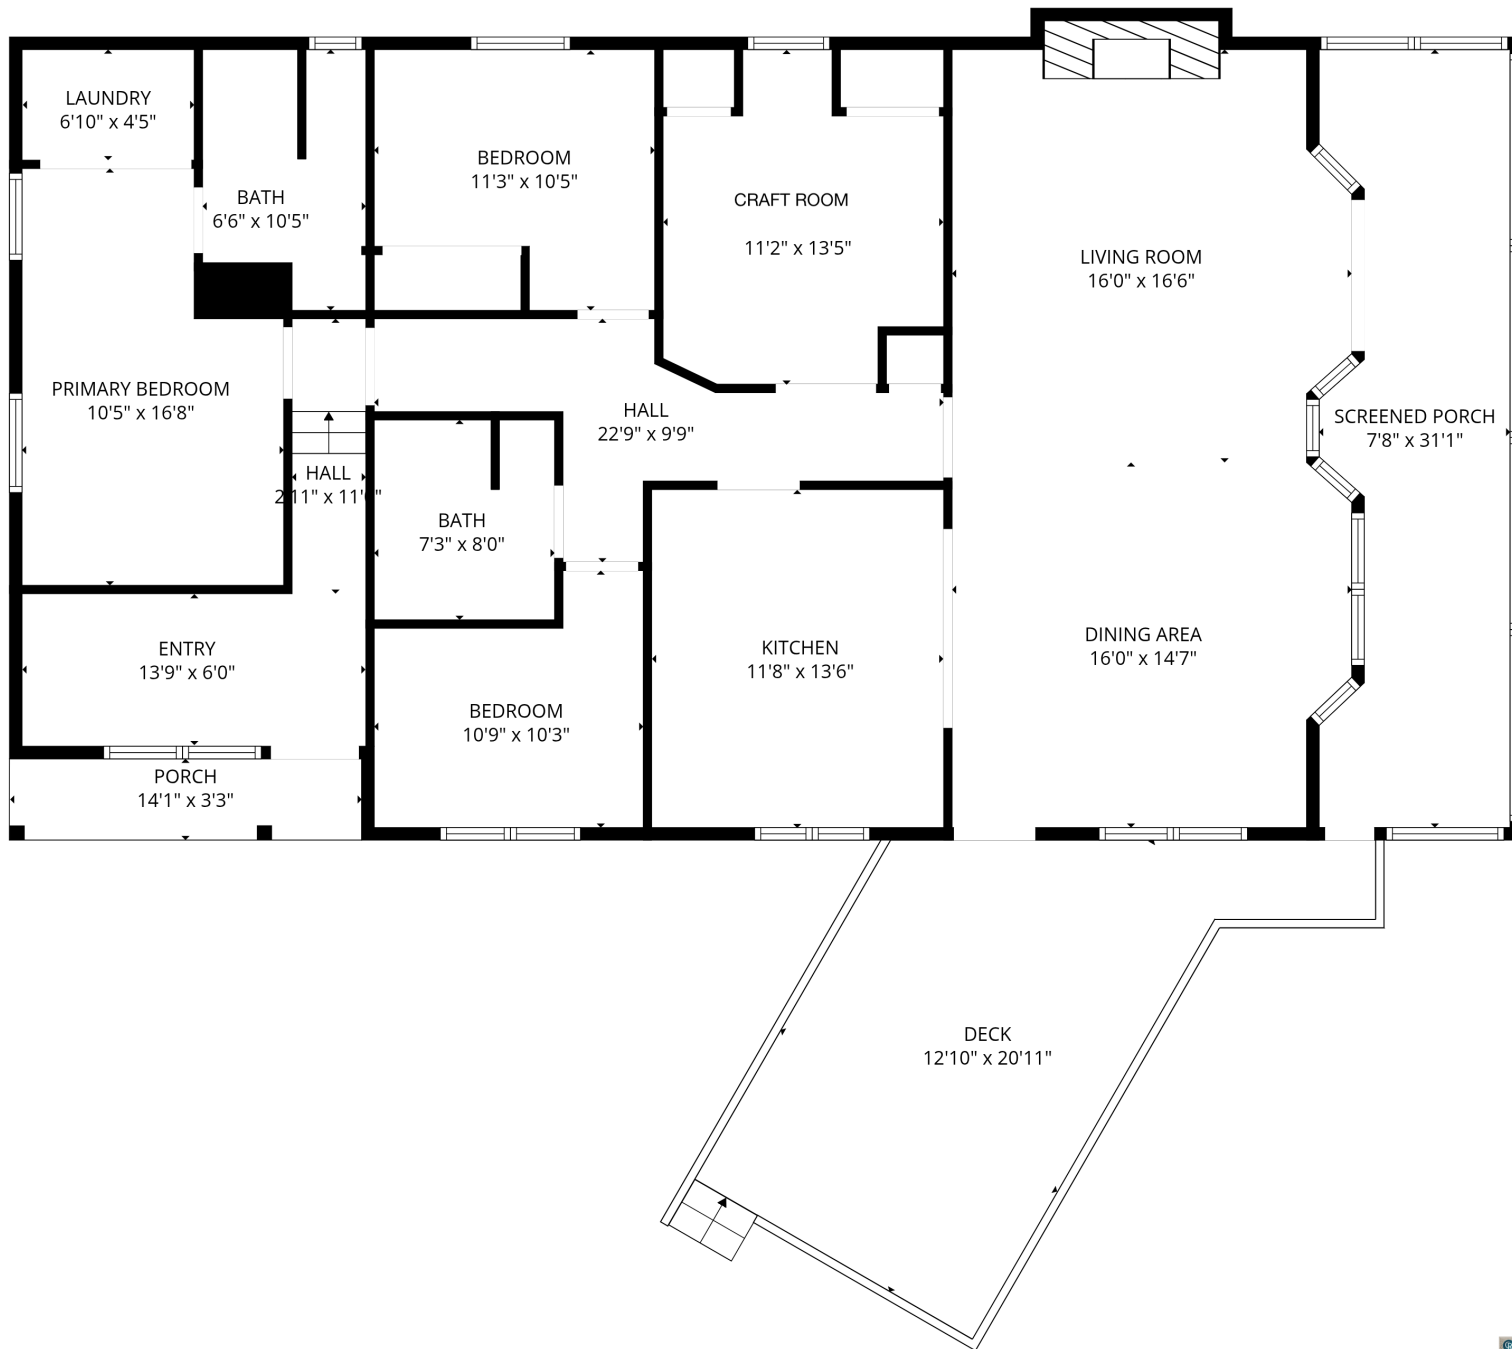 LAUNDRY
6'10" x 4'5"
BATH
6'6" x 10'5"
BEDROOM
11'3" x 10'5"
CRAFT ROOM
11'2" x 13'5"
LIVING ROOM
16'0" x 16'6"
PRIMARY BEDROOM
10'5" x 16'8"
HALL
22'9" x 9'9"
SCREENED PORCH
7'8" x 31'1"
HALL
BATH
7'3" x 8'0"
ENTRY
13'9" x 6'0"
KITCHEN
11'8" x 13'6"
DINING AREA
16'0" x 14'7"
BEDROOM
10'9" x 10'3"
PORCH
14'1" x 3'3"
DECK
12'10" x 20'11"